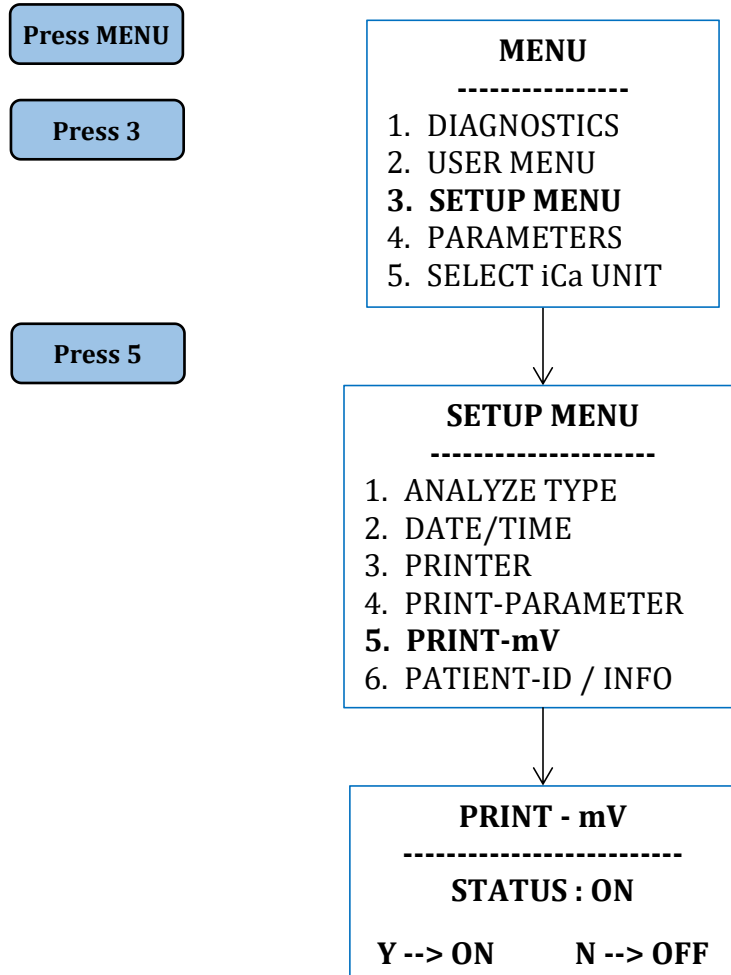 Press MENU
MENU
----------------
Press 3
1. DIAGNOSTICS
2. USER MENU
3. SETUP MENU
4. PARAMETERS
5. SELECT iCa UNIT
Press 5
SETUP MENU
---------------------
1. ANALYZE TYPE
2. DATE/TIME
3. PRINTER
4. PRINT-PARAMETER
5. PRINT-mV
6. PATIENT-ID / INFO
PRINT - mV
--------------------------
STATUS : ON
Y --> ON N --> OFF